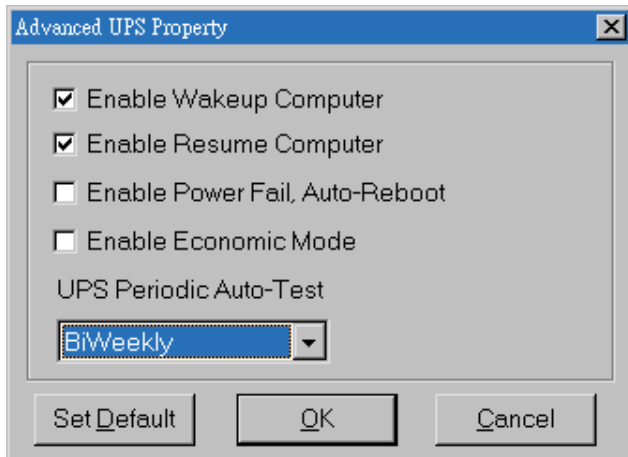 Advanced UPS Property
Enable Wakeup Computer
Enable Resume Computer
Enable Power Fail, Auto-Reboot
Enable Economic Mode
UPS Periodic Auto-Test
BiWeekly
Set Default
OK
Cancel